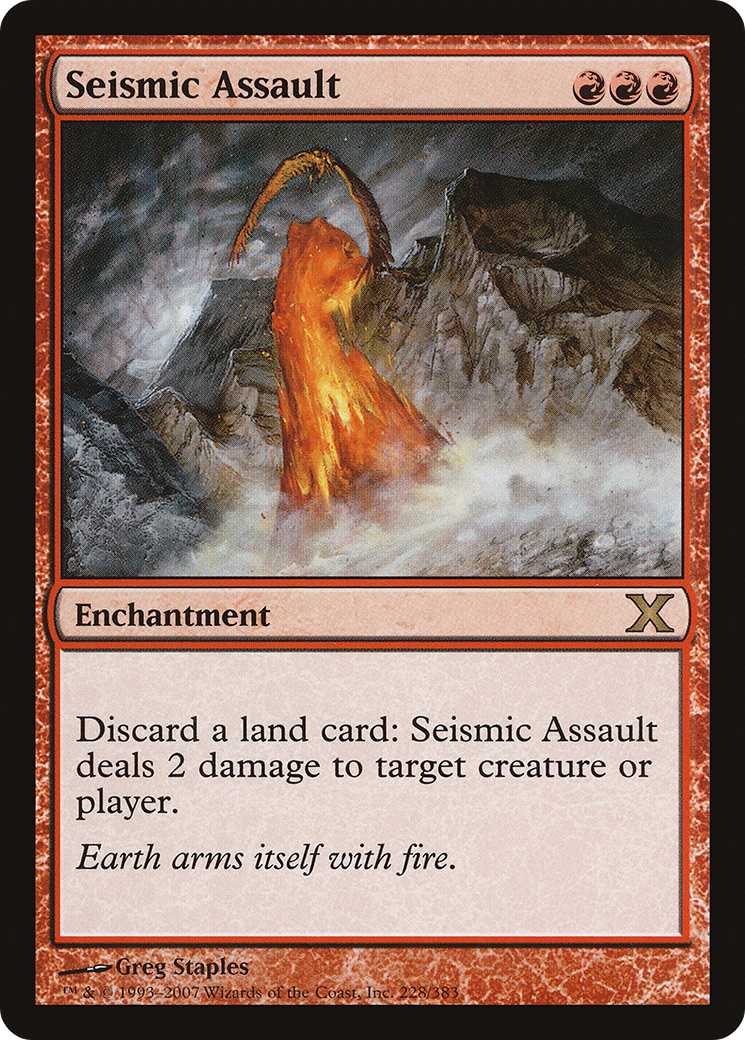 Seismic Assault
Enchantment
X
Discard a land card: Seismic Assault
deals 2 damage to target creature or
player.
Earth arms itself with fire.
Greg Staples
™ & © 1993–2007 Wizards of the Coast, Inc. 228/383